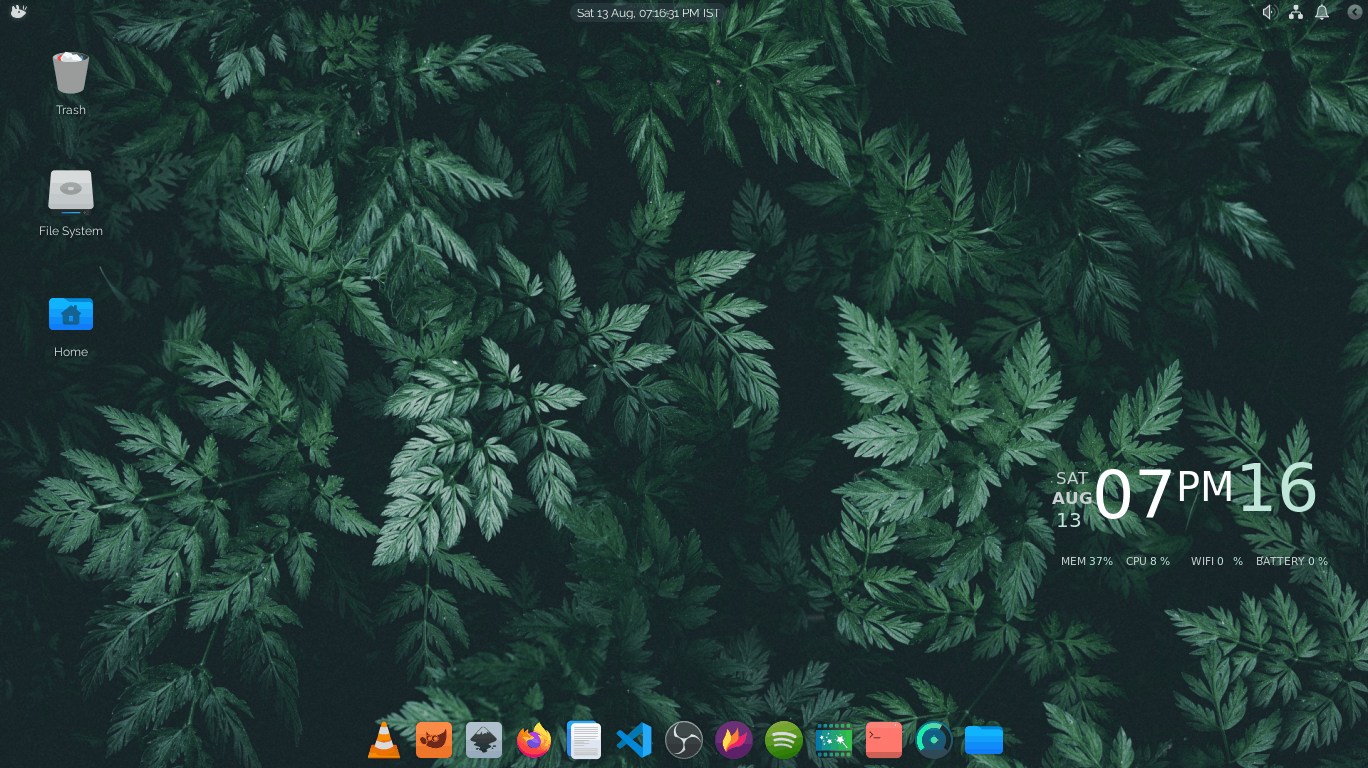 Sat 13 Aug, 07:16:31 PM IST
Trash
File System
Home
SAT
AUG
13
07 PM 16
MEM 37% CPU 8 % WIFI 0 % BATTERY 0 %